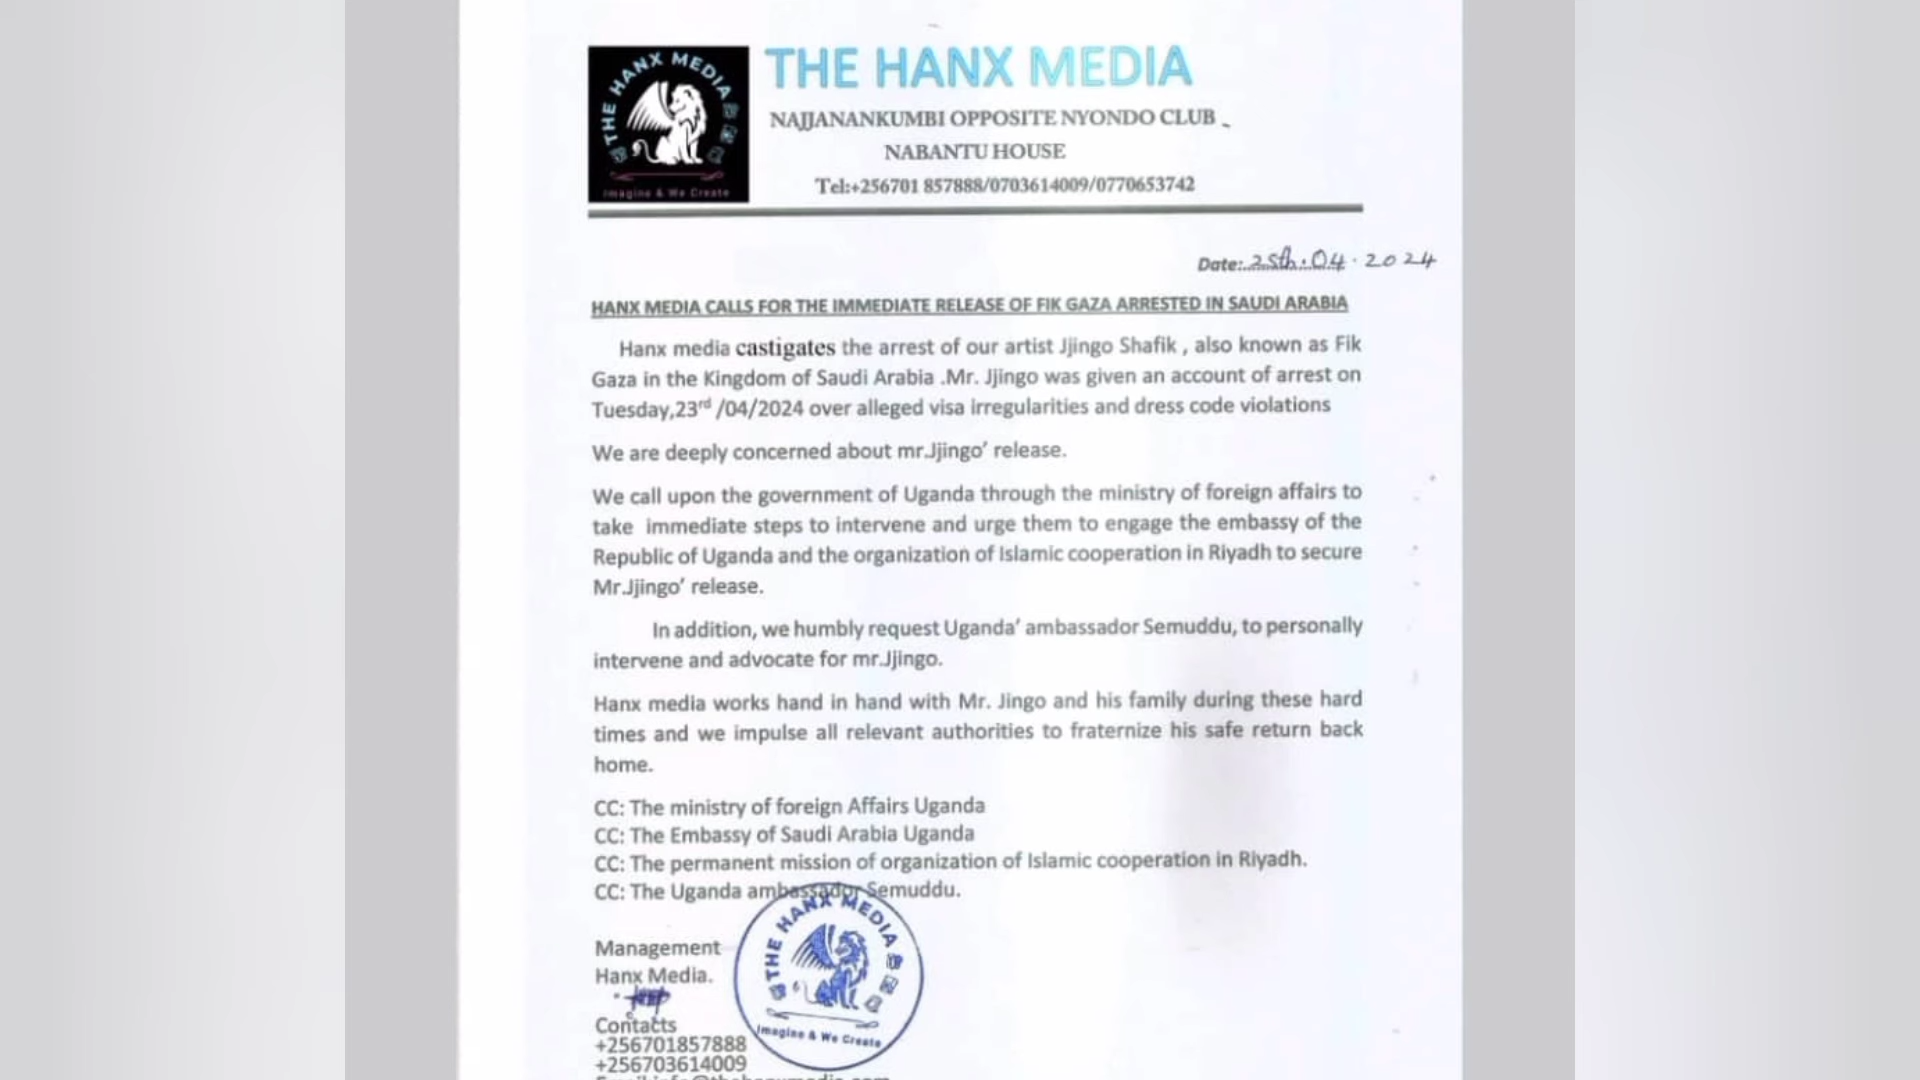 THE HANX MEDIA
Imagine & We Create
THE HANX MEDIA
NAJJANANKUMBI OPPOSITE NYONDO CLUB
NABANTU HOUSE
Tel:+256701 857888/0703614009/0770653742
Date:..25th.04.2024
HANX MEDIA CALLS FOR THE IMMEDIATE RELEASE OF FIK GAZA ARRESTED IN SAUDI ARABIA
Hanx media castigates the arrest of our artist Jjingo Shafik , also known as Fik
Gaza in the Kingdom of Saudi Arabia .Mr. Jjingo was given an account of arrest on
Tuesday,23rd /04/2024 over alleged visa irregularities and dress code violations
We are deeply concerned about mr.Jjingo’ release.
We call upon the government of Uganda through the ministry of foreign affairs to
take immediate steps to intervene and urge them to engage the embassy of the
Republic of Uganda and the organization of Islamic cooperation in Riyadh to secure
Mr.Jjingo’ release.
In addition, we humbly request Uganda’ ambassador Semuddu, to personally
intervene and advocate for mr.Jjingo.
Hanx media works hand in hand with Mr. Jingo and his family during these hard
times and we impulse all relevant authorities to fraternize his safe return back
home.
CC: The ministry of foreign Affairs Uganda
CC: The Embassy of Saudi Arabia Uganda
CC: The permanent mission of organization of Islamic cooperation in Riyadh.
CC: The Uganda ambassador Semuddu.
THE HANX MEDIA
Imagine & We Create
Management
Hanx Media.
Contacts
+256701857888
+256703614009